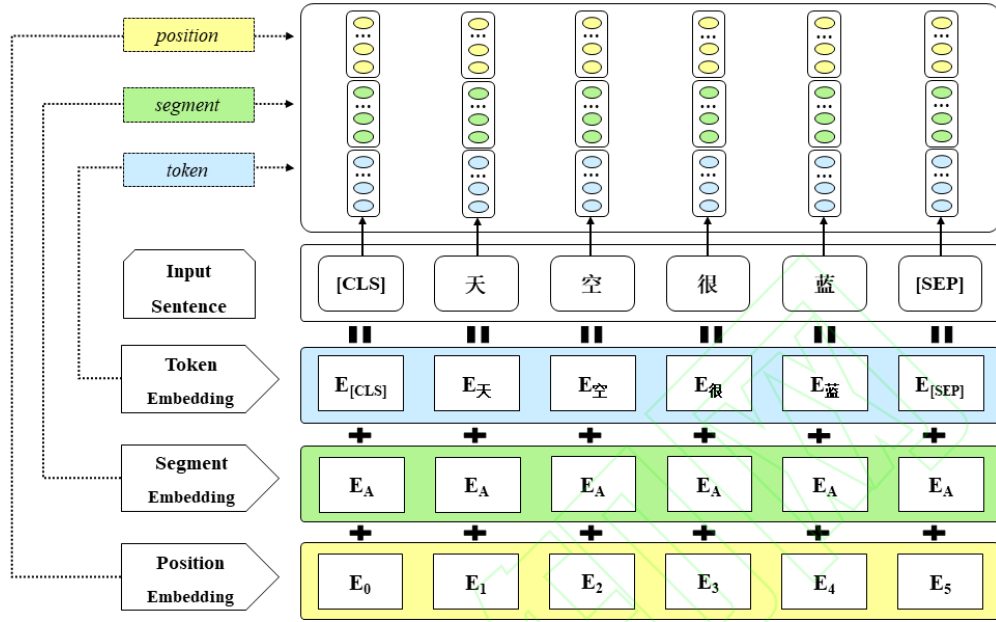 position
segment
token
Input
Sentence
[CLS] 天 空 很 蓝 [SEP]
Token
Embedding
E[CLS] E天 E空 E很 E蓝 E[SEP]
Segment
Embedding
EA EA EA EA EA EA
Position
Embedding
E0 E1 E2 E3 E4 E5